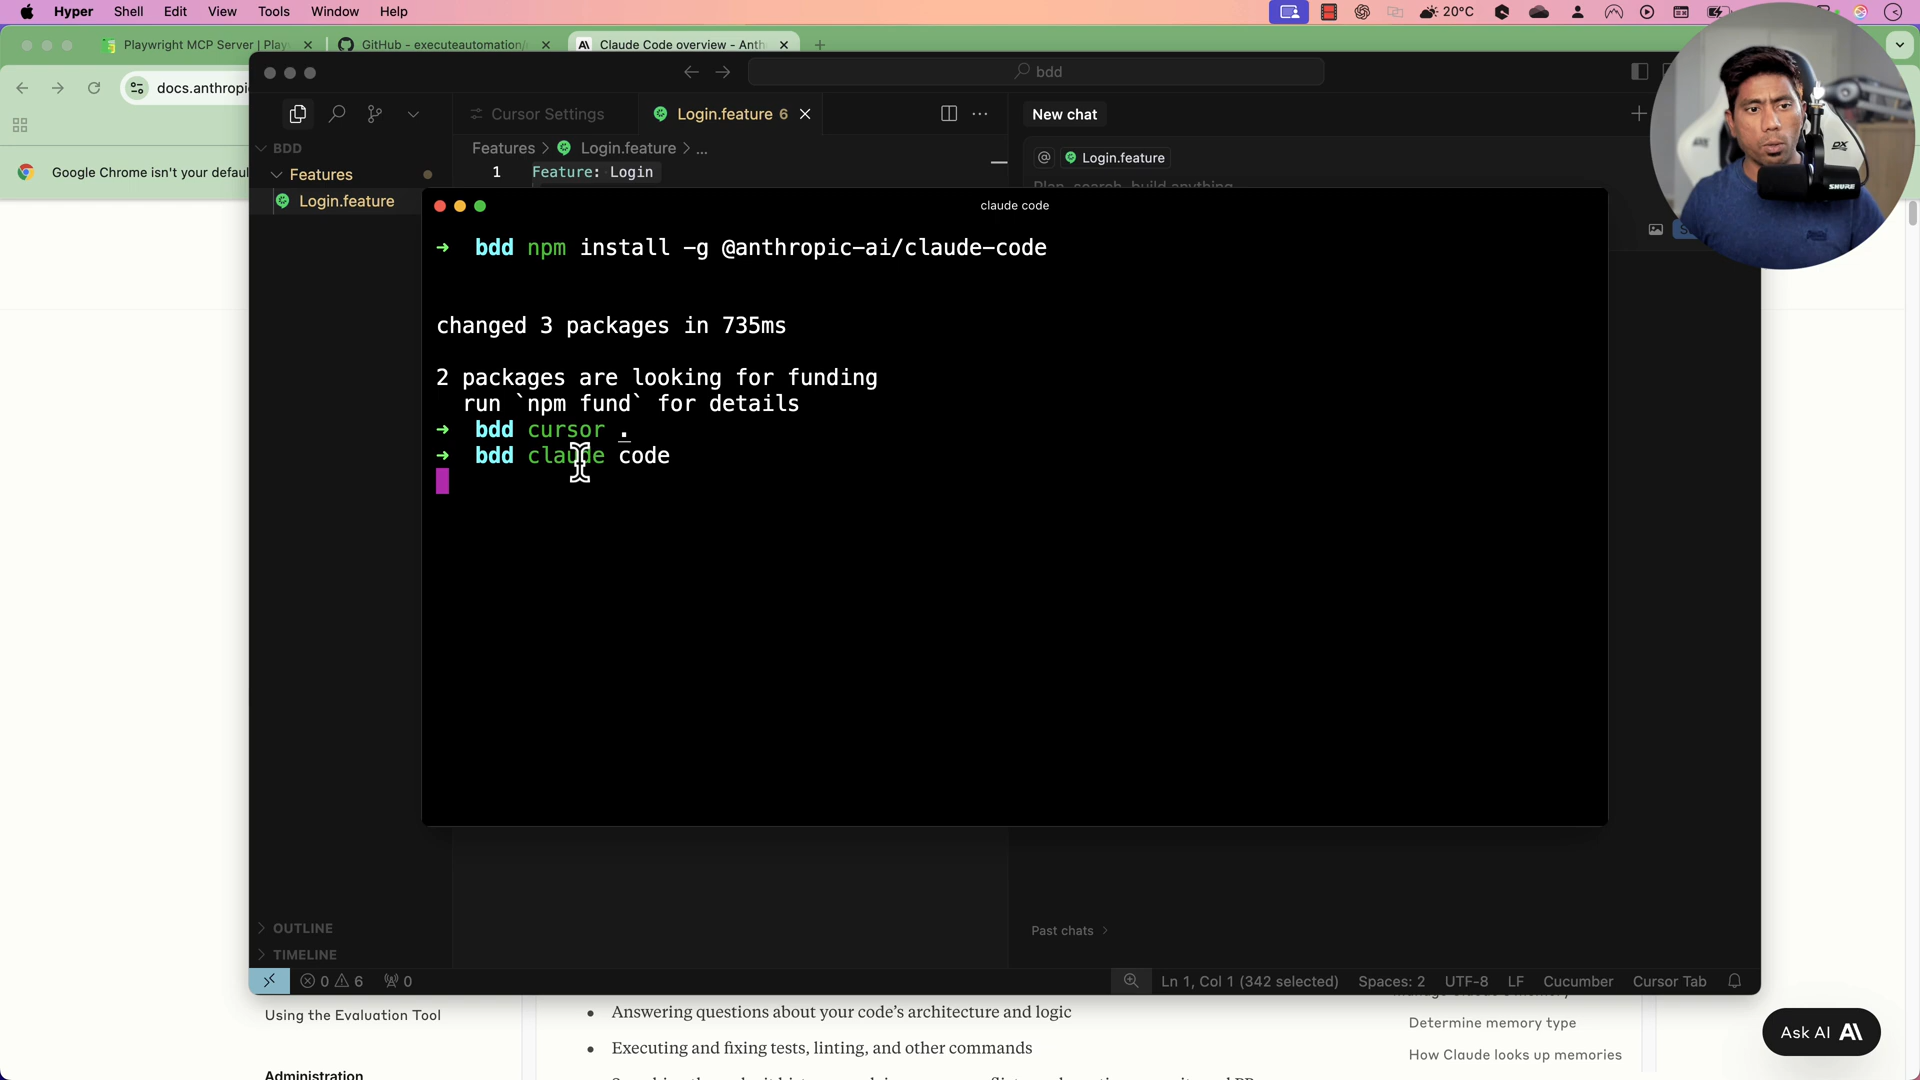 Hyper Shell Edit View Tools Window Help
20°C
Playwright MCP Server | Play
GitHub - executeautomation/
Claude Code overview - Anth
docs.anthropic
bdd
Google Chrome isn't your defaul
Cursor Settings
Login.feature 6
New chat
BDD
Features > Login.feature > ...
@ Login.feature
Features
1 Feature: Login
Login.feature
claude code
➜ bdd npm install -g @anthropic-ai/claude-code
changed 3 packages in 735ms
2 packages are looking for funding
run `npm fund` for details
➜ bdd cursor .
➜ bdd claude code
DX
SHURE
OUTLINE
TIMELINE
Past chats >
0 6 0
Ln 1, Col 1 (342 selected) Spaces: 2 UTF-8 LF Cucumber Cursor Tab
Using the Evaluation Tool
Administration
• Answering questions about your code's architecture and logic
• Executing and fixing tests, linting, and other commands
Determine memory type
How Claude looks up memories
Ask AI